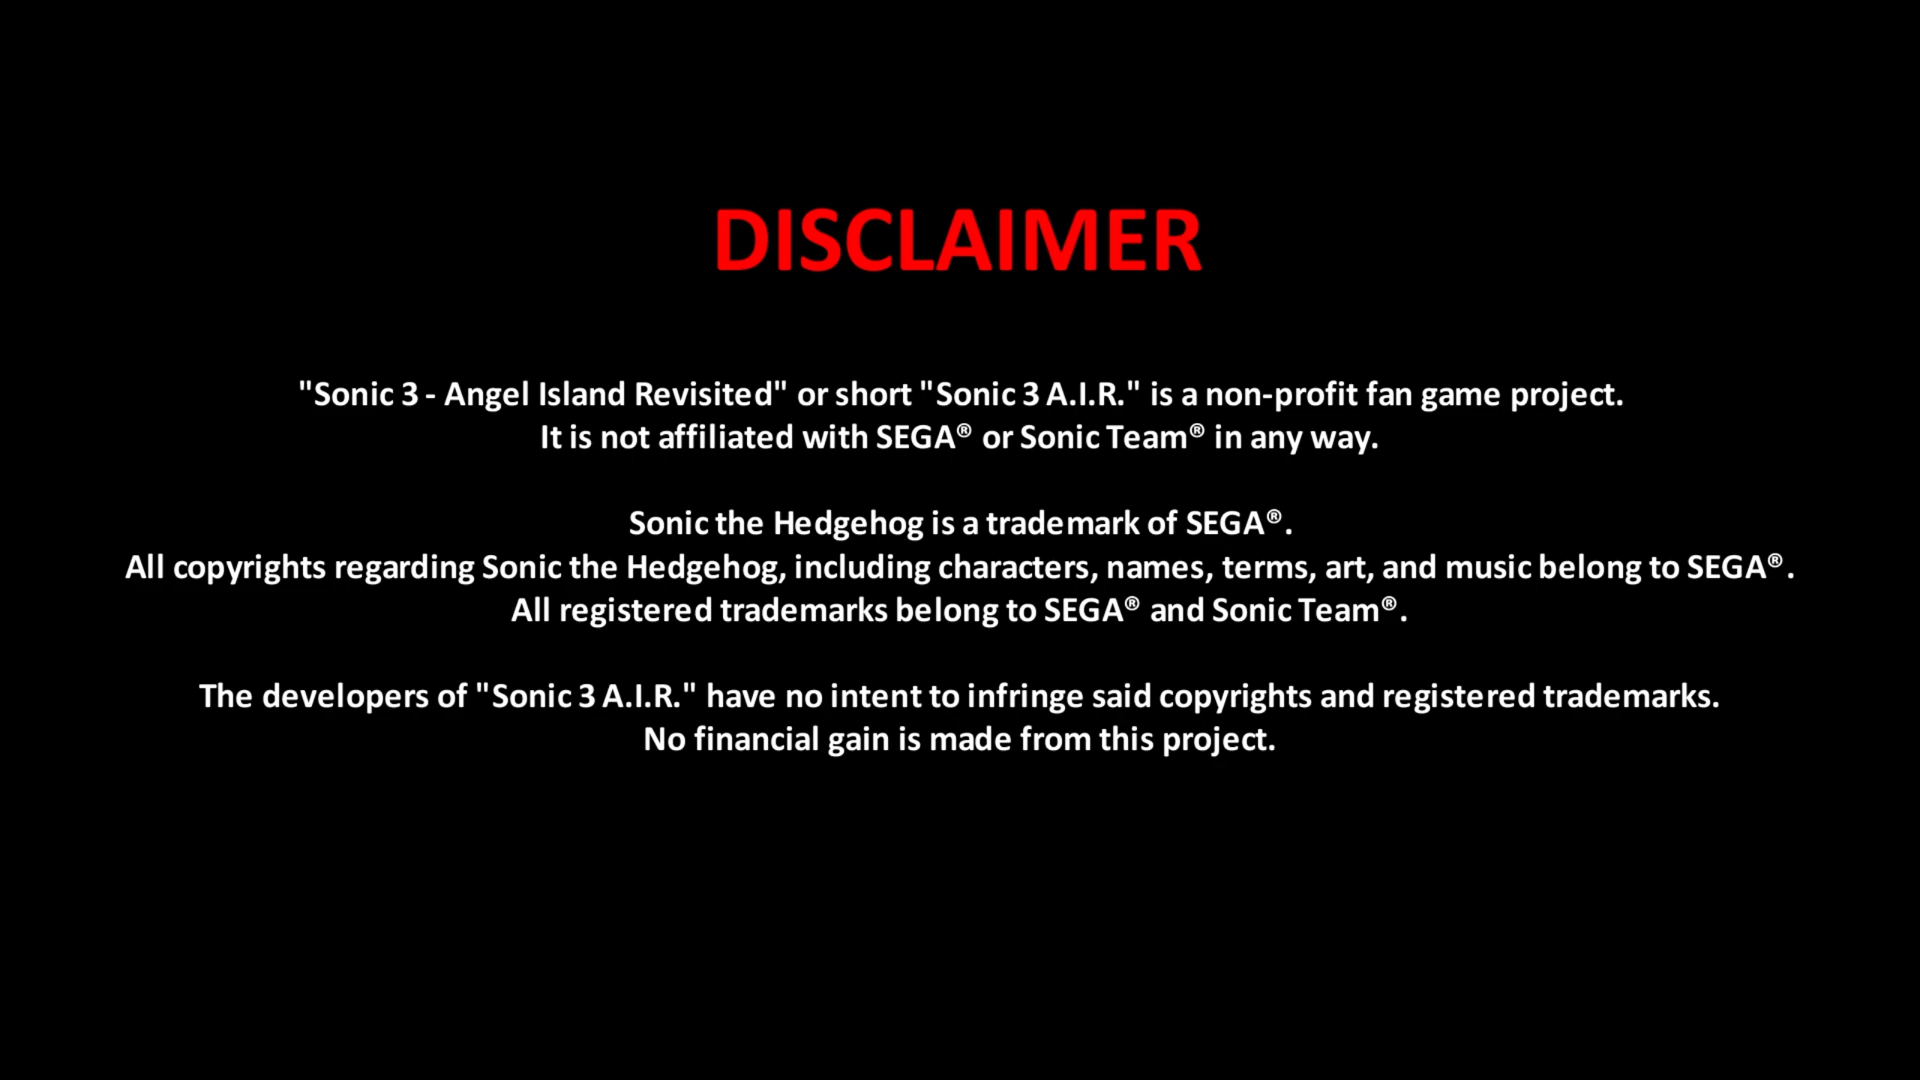 DISCLAIMER
"Sonic 3 - Angel Island Revisited" or short "Sonic 3 A.I.R." is a non-profit fan game project.
It is not affiliated with SEGA® or Sonic Team® in any way.
Sonic the Hedgehog is a trademark of SEGA®.
All copyrights regarding Sonic the Hedgehog, including characters, names, terms, art, and music belong to SEGA®.
All registered trademarks belong to SEGA® and Sonic Team®.
The developers of "Sonic 3 A.I.R." have no intent to infringe said copyrights and registered trademarks.
No financial gain is made from this project.